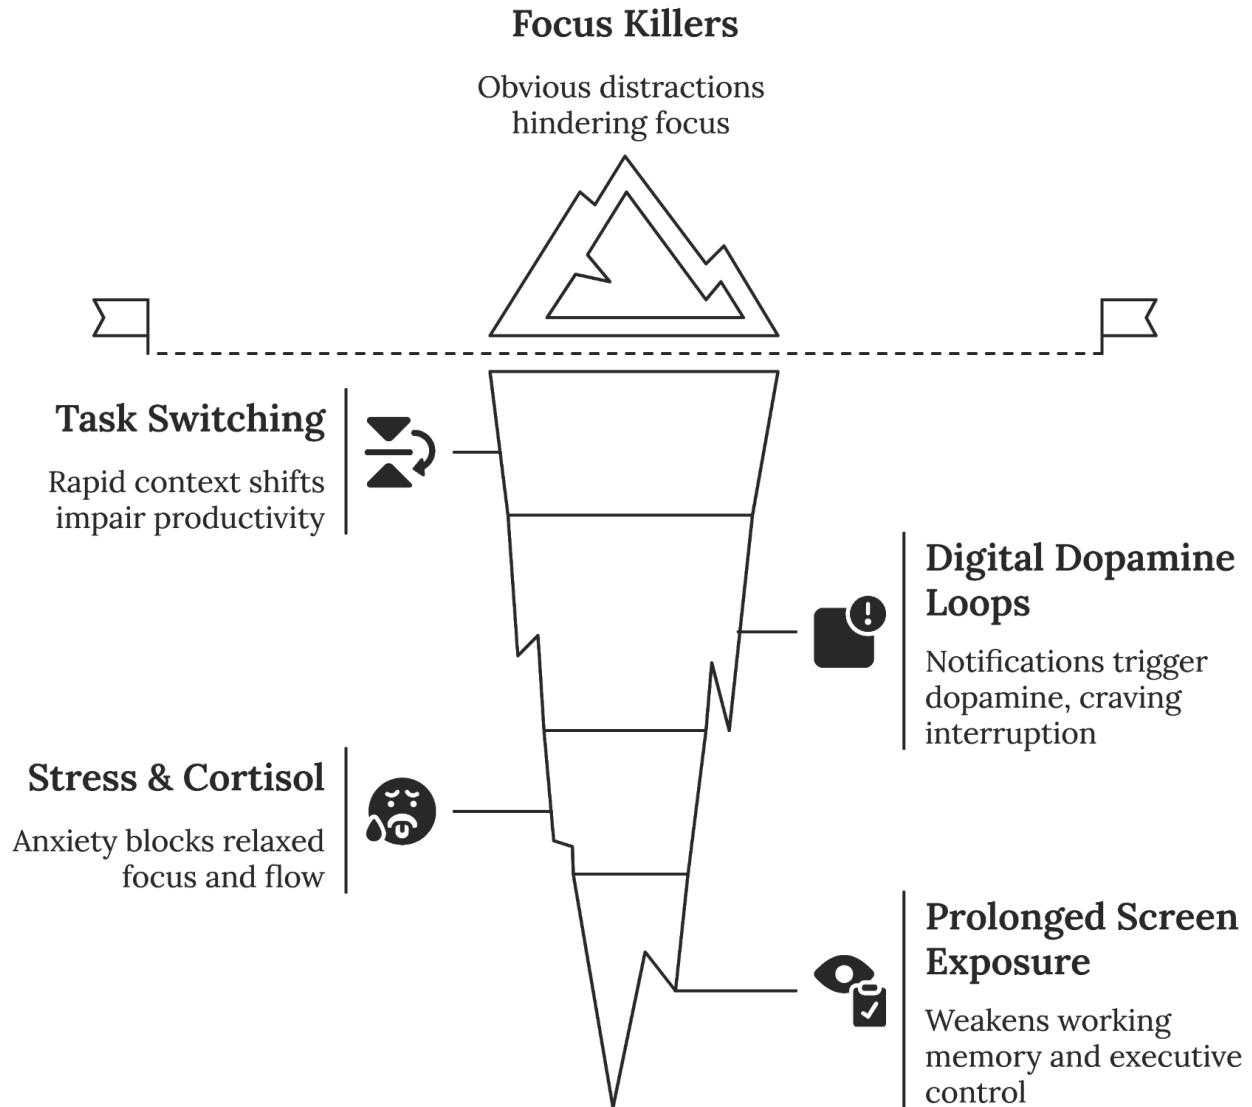 Focus Killers
Obvious distractions
hindering focus
Task Switching
Rapid context shifts
impair productivity
Digital Dopamine
Loops
Notifications trigger
dopamine, craving
interruption
Stress & Cortisol
Anxiety blocks relaxed
focus and flow
Prolonged Screen
Exposure
Weakens working
memory and executive
control